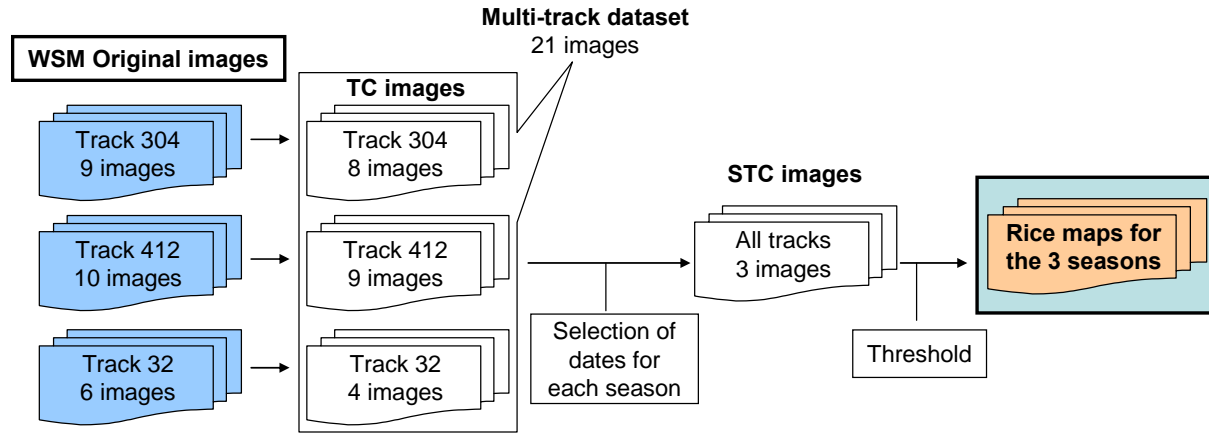 Multi-track dataset
21 images
WSM Original images
TC images
Track 304
9 images
Track 304
8 images
STC images
Track 412
10 images
Track 412
9 images
All tracks
3 images
Rice maps for
the 3 seasons
Selection of
dates for
each season
Threshold
Track 32
6 images
Track 32
4 images